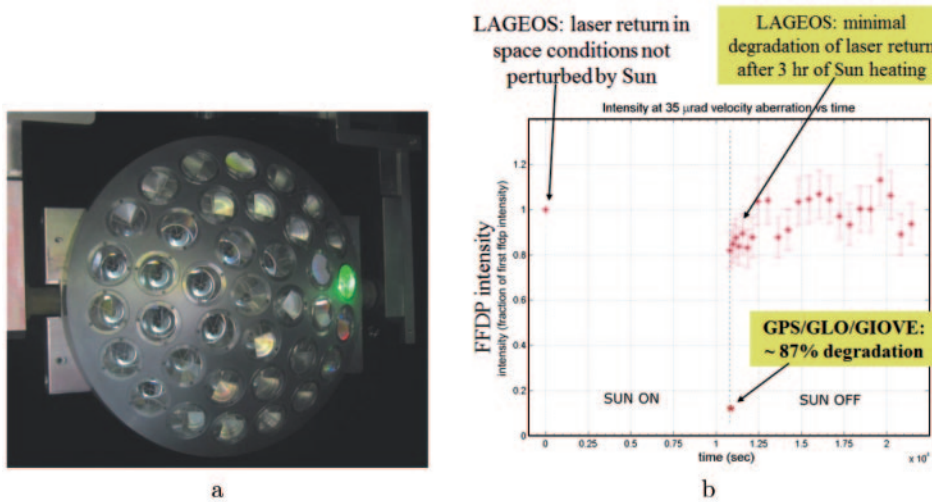 LAGEOS: laser return in
space conditions not
perturbed by Sun
LAGEOS: minimal
degradation of laser return
after 3 hr of Sun heating
Intensity at 35 μrad velocity aberration vs time
FFDP intensity
intensity (fraction of first ffdp intensity)
1.2
1
0.8
0.6
0.4
0.2
0
GPS/GLO/GIOVE:
~ 87% degradation
SUN ON
SUN OFF
0 0.25 0.5 0.75 1.0 1.25 1.5 1.75 2
time (sec)
x 10
a
b